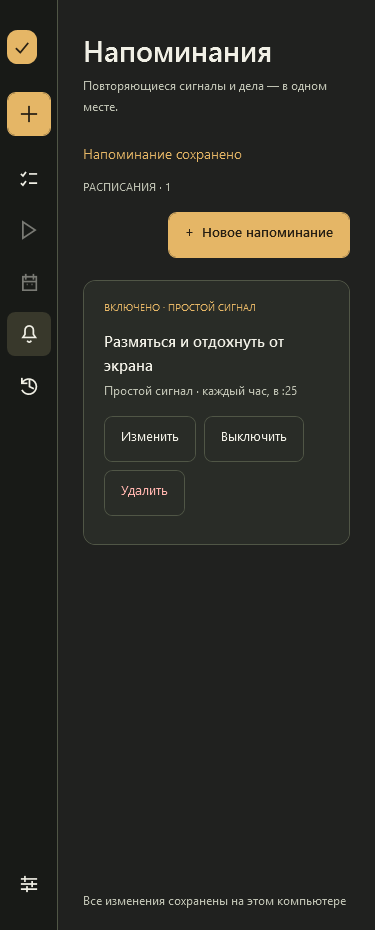 Напоминания
Повторяющиеся сигналы и дела — в одном
месте.
Напоминание сохранено
РАСПИСАНИЯ · 1
+ Новое напоминание
ВКЛЮЧЕНО · ПРОСТОЙ СИГНАЛ
Размяться и отдохнуть от
экрана
Простой сигнал · каждый час, в :25
Изменить
Выключить
Удалить
Все изменения сохранены на этом компьютере